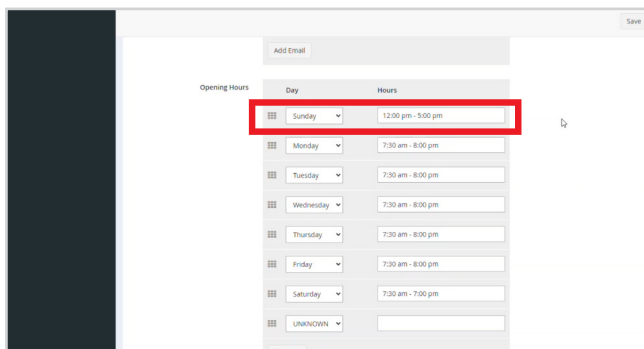 Save
Add Email
Opening Hours
Day Hours
Sunday 12:00 pm - 5:00 pm
Monday 7:30 am - 8:00 pm
Tuesday 7:30 am - 8:00 pm
Wednesday 7:30 am - 8:00 pm
Thursday 7:30 am - 8:00 pm
Friday 7:30 am - 8:00 pm
Saturday 7:30 am - 7:00 pm
UNKNOWN